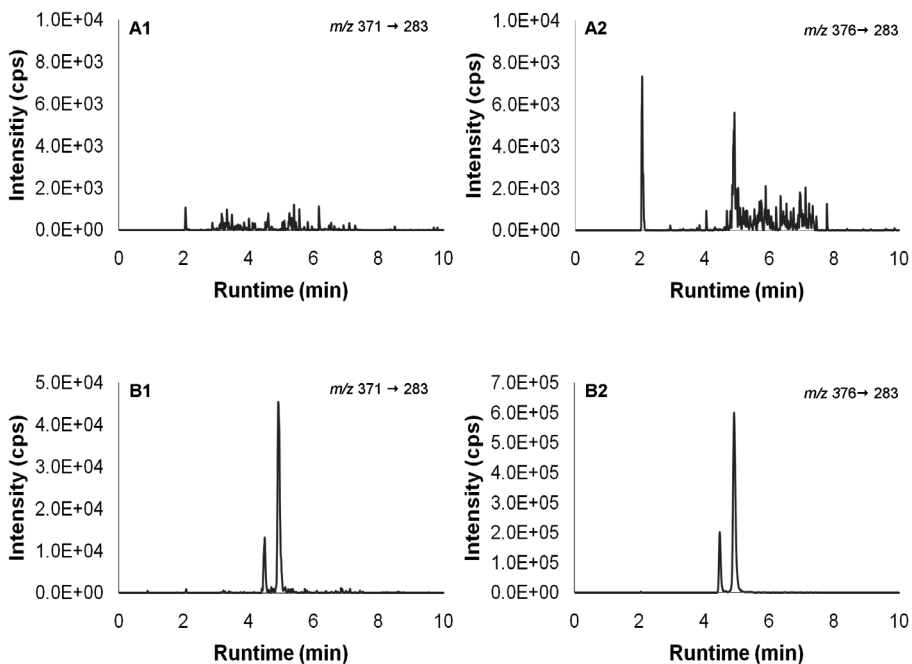 A1 m/z 371 → 283
1.0E+04
8.0E+03
6.0E+03
4.0E+03
2.0E+03
0.0E+00
Intensitiy (cps)
0 2 4 6 8 10
Runtime (min)
A2 m/z 376→ 283
1.0E+04
8.0E+03
6.0E+03
4.0E+03
2.0E+03
0.0E+00
Intensity (cps)
0 2 4 6 8 10
Runtime (min)
B1 m/z 371 → 283
5.0E+04
4.0E+04
3.0E+04
2.0E+04
1.0E+04
0.0E+00
Intensity (cps)
0 2 4 6 8 10
Runtime (min)
B2 m/z 376→ 283
7.0E+05
6.0E+05
5.0E+05
4.0E+05
3.0E+05
2.0E+05
1.0E+05
0.0E+00
Intensity (cps)
0 2 4 6 8 10
Runtime (min)